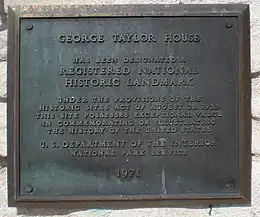 GEORGE TAYLOR HOUSE
HAS BEEN DESIGNATED A
REGISTERED NATIONAL
HISTORIC LANDMARK
UNDER THE PROVISIONS OF THE
HISTORIC SITES ACT OF AUGUST 21, 1935
THIS SITE POSSESSES EXCEPTIONAL VALUE
IN COMMEMORATING OR ILLUSTRATING
THE HISTORY OF THE UNITED STATES
U. S. DEPARTMENT OF THE INTERIOR
NATIONAL PARK SERVICE
1971